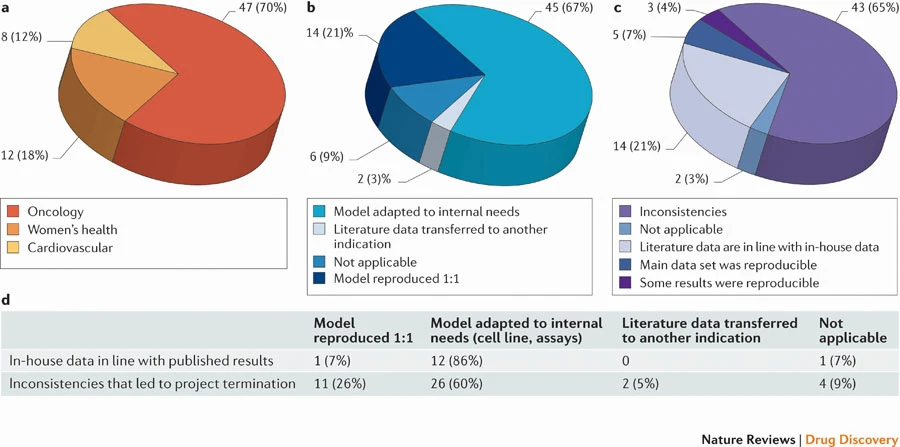 a
47 (70%)
8 (12%)
12 (18%)
Oncology
Women's health
Cardiovascular
b
45 (67%)
14 (21)%
6 (9%)
2 (3)%
Model adapted to internal needs
Literature data transferred to another
indication
Not applicable
Model reproduced 1:1
c
3 (4%)
43 (65%)
5 (7%)
14 (21%)
2 (3%)
Inconsistencies
Not applicable
Literature data are in line with in-house data
Main data set was reproducible
Some results were reproducible
d
Model reproduced 1:1 Model adapted to internal needs (cell line, assays) Literature data transferred to another indication Not applicable
In-house data in line with published results 1 (7%) 12 (86%) 0 1 (7%)
Inconsistencies that led to project termination 11 (26%) 26 (60%) 2 (5%) 4 (9%)
Nature Reviews | Drug Discovery